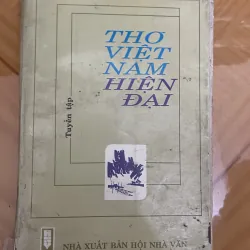 THƠ
VIỆT
NAM
HIỆN
ĐẠI
Tuyển tập
NHÀ XUẤT BẢN HỘI NHÀ VĂN